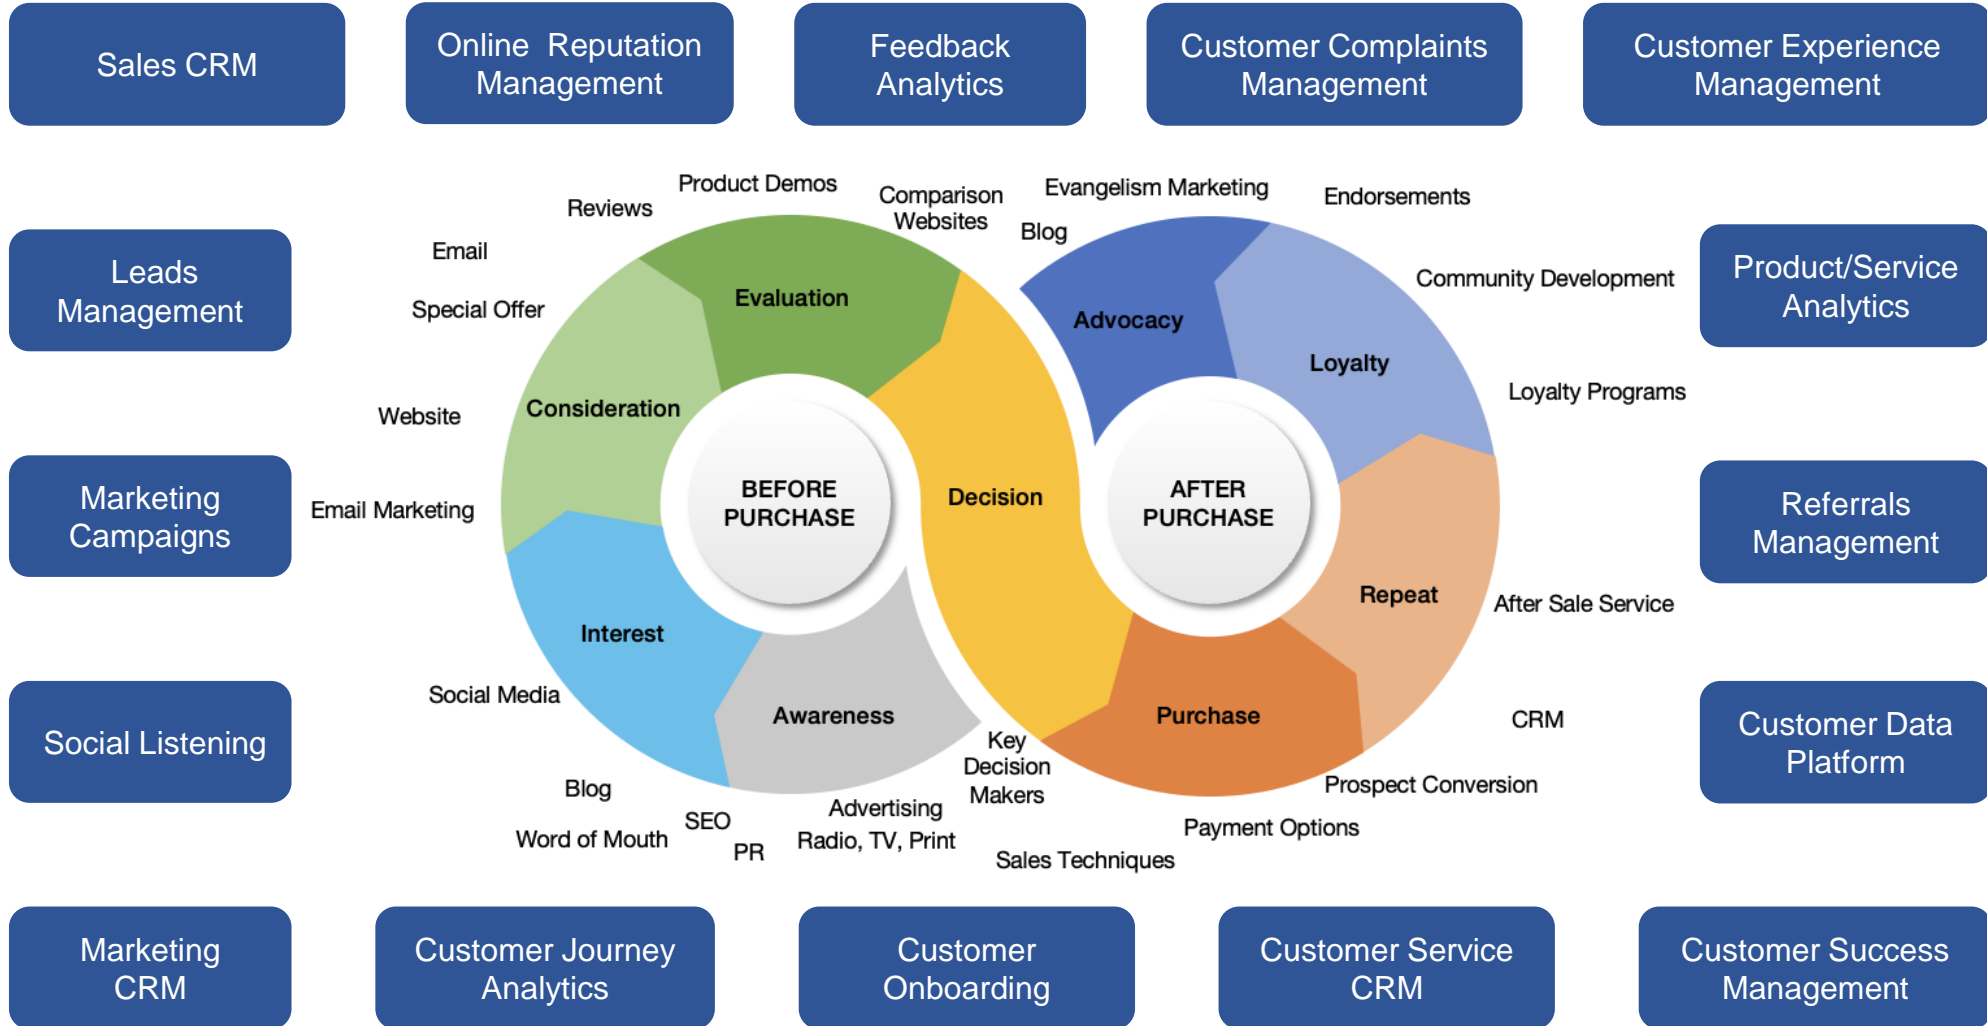 Sales CRM
Online Reputation
Management
Feedback
Analytics
Customer Complaints
Management
Customer Experience
Management
Product Demos
Reviews
Comparison
Websites
Evangelism Marketing
Endorsements
Blog
Email
Special Offer
Leads
Management
Evaluation
Advocacy
Community Development
Product/Service
Analytics
Loyalty
Loyalty Programs
Website
Consideration
Email Marketing
Marketing
Campaigns
BEFORE
PURCHASE
Decision
AFTER
PURCHASE
Referrals
Management
Repeat
After Sale Service
Interest
Social Media
Awareness
Purchase
CRM
Social Listening
Customer Data
Platform
Key
Decision
Makers
Prospect Conversion
Blog
SEO
Advertising
Payment Options
Word of Mouth
PR
Radio, TV, Print
Sales Techniques
Marketing
CRM
Customer Journey
Analytics
Customer
Onboarding
Customer Service
CRM
Customer Success
Management